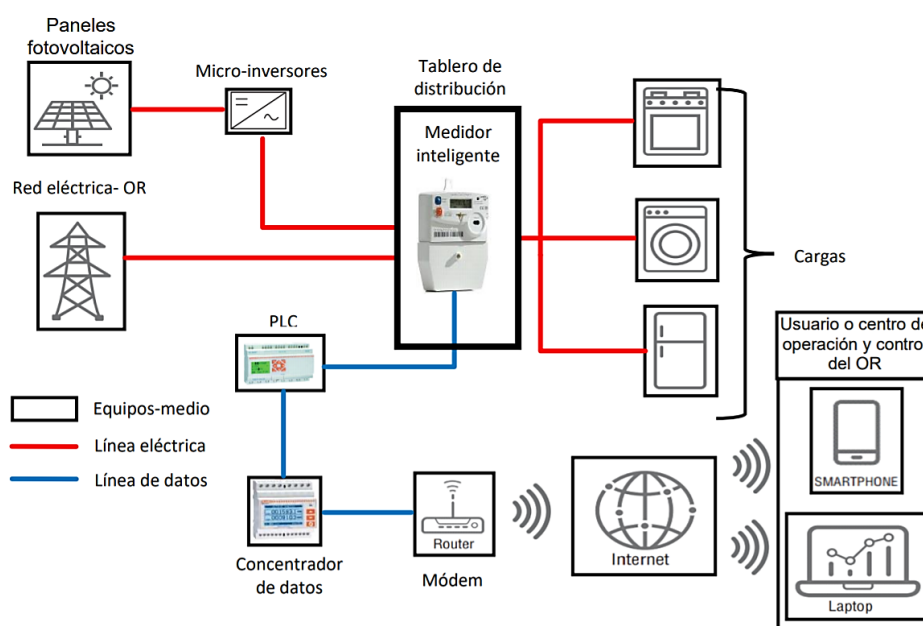 Paneles
fotovoltaicos
Micro-inversores
Tablero de
distribución
Medidor
inteligente
Red eléctrica- OR
Cargas
PLC
Usuario o centro de
operación y contro
del OR
SMARTPHONE
Equipos-medio
Línea eléctrica
Línea de datos
Router
Internet
Laptop
Concentrador
de datos
Módem